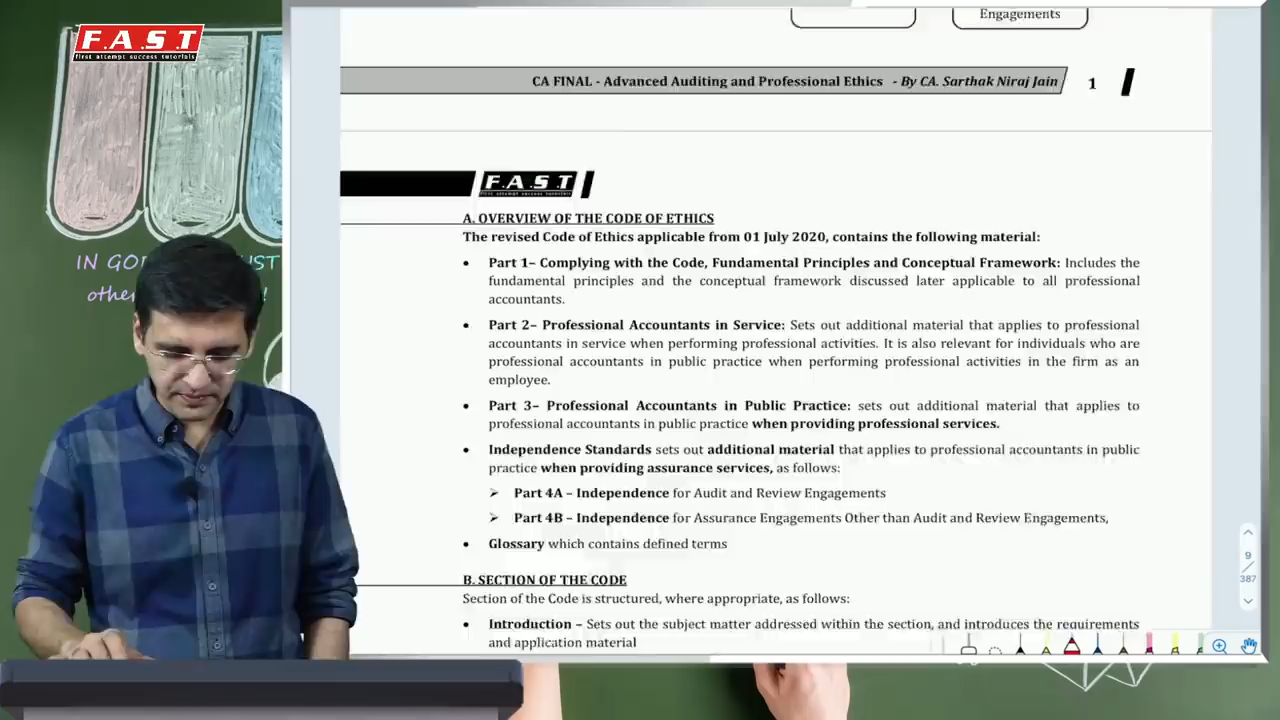 F.A.S.T
first attempt success tutorials
Engagements
CA FINAL - Advanced Auditing and Professional Ethics - By CA. Sarthak Niraj Jain
1
F.A.S.T
first attempt success tutorials
A. OVERVIEW OF THE CODE OF ETHICS
The revised Code of Ethics applicable from 01 July 2020, contains the following material:
• Part 1– Complying with the Code, Fundamental Principles and Conceptual Framework: Includes the
fundamental principles and the conceptual framework discussed later applicable to all professional
accountants.
• Part 2– Professional Accountants in Service: Sets out additional material that applies to professional
accountants in service when performing professional activities. It is also relevant for individuals who are
professional accountants in public practice when performing professional activities in the firm as an
employee.
• Part 3– Professional Accountants in Public Practice: sets out additional material that applies to
professional accountants in public practice when providing professional services.
• Independence Standards sets out additional material that applies to professional accountants in public
practice when providing assurance services, as follows:
➢ Part 4A – Independence for Audit and Review Engagements
➢ Part 4B – Independence for Assurance Engagements Other than Audit and Review Engagements,
• Glossary which contains defined terms
B. SECTION OF THE CODE
Section of the Code is structured, where appropriate, as follows:
• Introduction – Sets out the subject matter addressed within the section, and introduces the requirements
and application material
IN GO
UST
othe
!
9
/
387